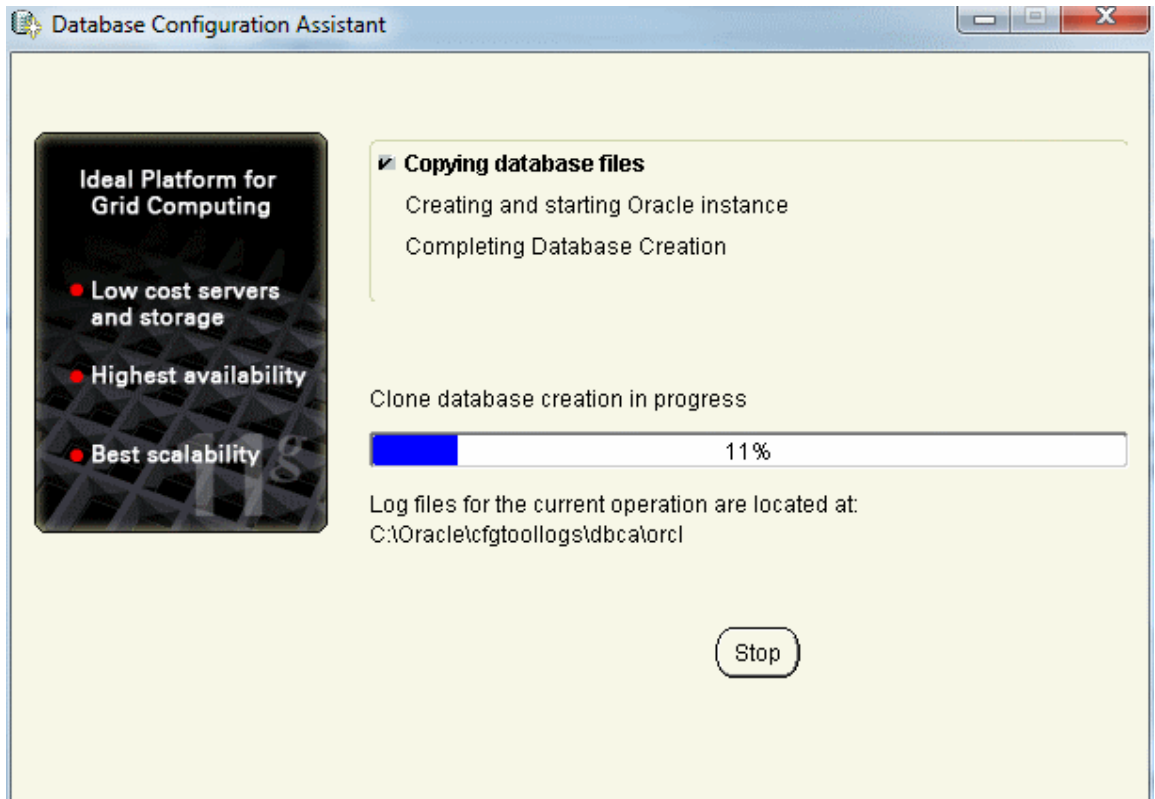 Database Configuration Assistant
Ideal Platform for
Grid Computing
Low cost servers
and storage
Highest availability
Best scalability
11g
Copying database files
Creating and starting Oracle instance
Completing Database Creation
Clone database creation in progress
11%
Log files for the current operation are located at:
C:\Oracle\cfgtoollogs\dbca\orcl
Stop